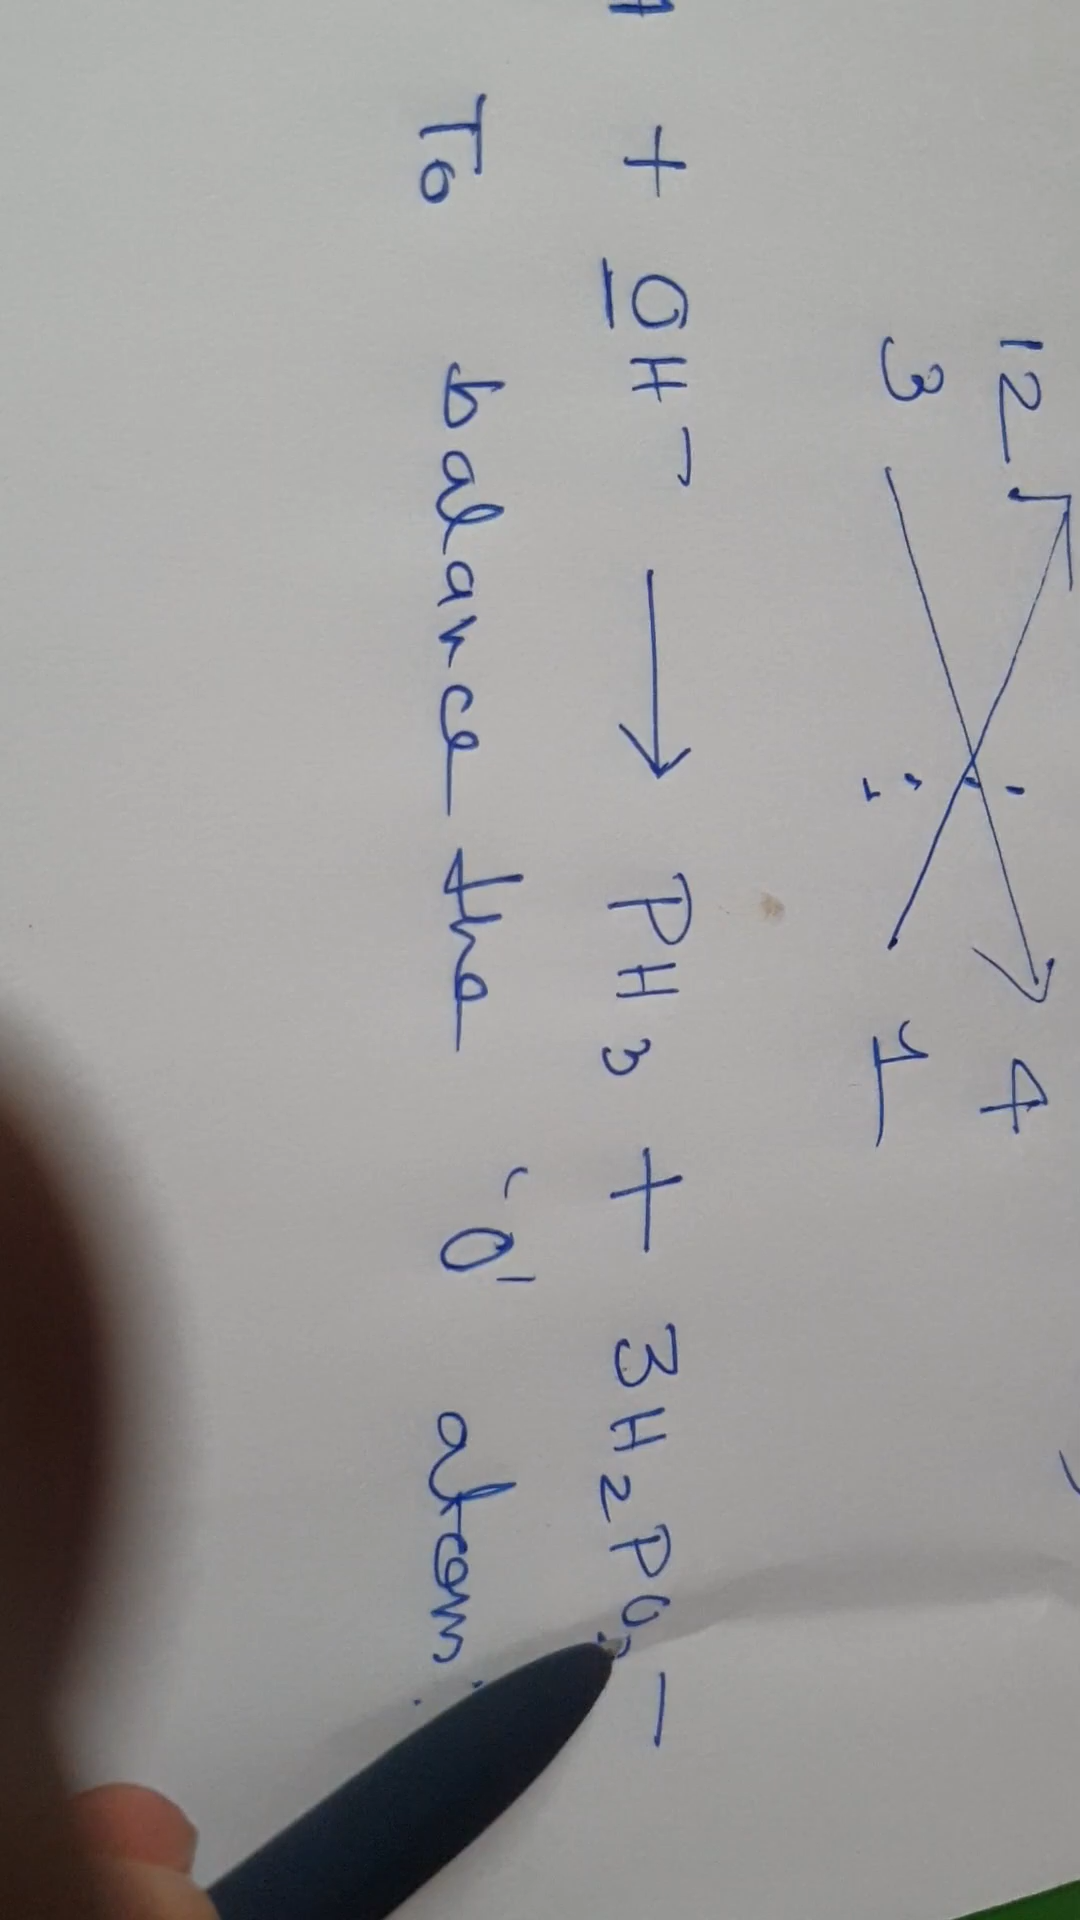 12 4
3 : 1
+ OH⁻ → PH3 + 3H2PO2⁻
To balance the 'O' atom